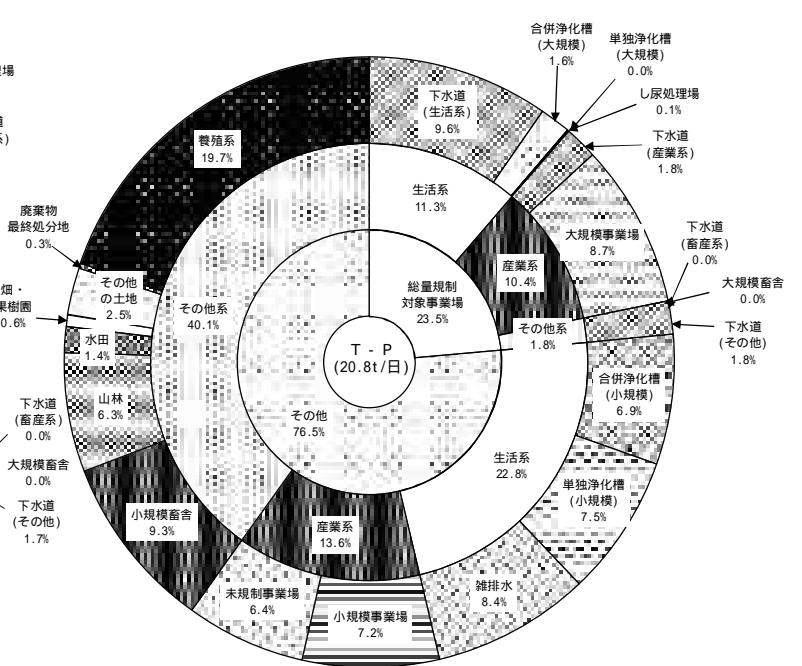 合併浄化槽
(大規模)
1.6%
単独浄化槽
(大規模)
0.0%
し尿処理場
0.1%
下水道
(産業系)
1.8%
下水道
(生活系)
9.6%
養殖系
19.7%
生活系
11.3%
大規模事業場
8.7%
下水道
(畜産系)
0.0%
大規模畜舎
0.0%
下水道
(その他)
1.8%
産業系
10.4%
総量規制
対象事業場
23.5%
その他系
1.8%
廃棄物
最終処分地
0.3%
その他
の土地
2.5%
その他系
40.1%
畑・
果樹園
0.6%
水田
1.4%
T - P
(20.8t/日)
合併浄化槽
(小規模)
6.9%
山林
6.3%
その他
76.5%
下水道
(畜産系)
0.0%
大規模畜舎
0.0%
下水道
(その他)
1.7%
生活系
22.8%
単独浄化槽
(小規模)
7.5%
小規模畜舎
9.3%
産業系
13.6%
雑排水
8.4%
未規制事業場
6.4%
小規模事業場
7.2%
理場
道
系)